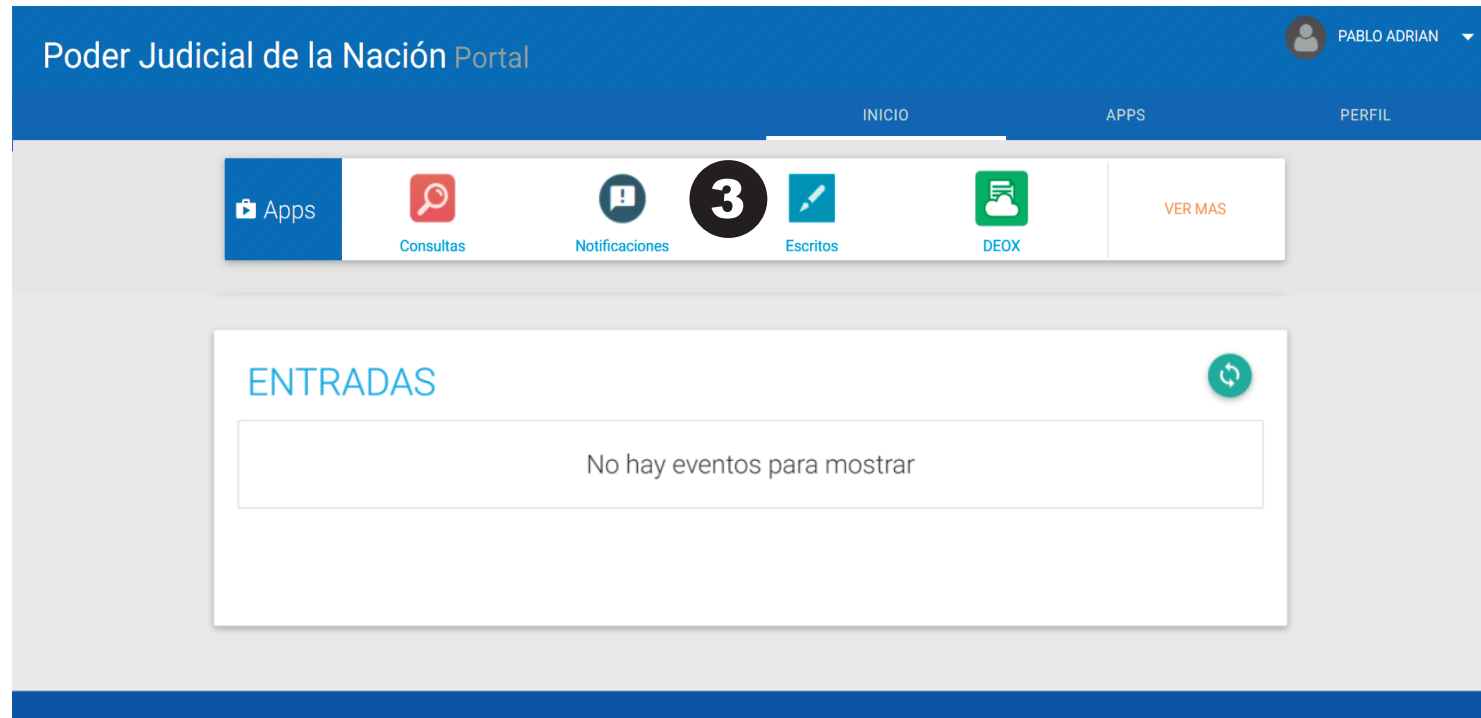 Poder Judicial de la Nación Portal
PABLO ADRIAN
INICIO APPS PERFIL
Apps
3
VER MAS
Consultas Notificaciones Escritos DEOX
ENTRADAS
No hay eventos para mostrar